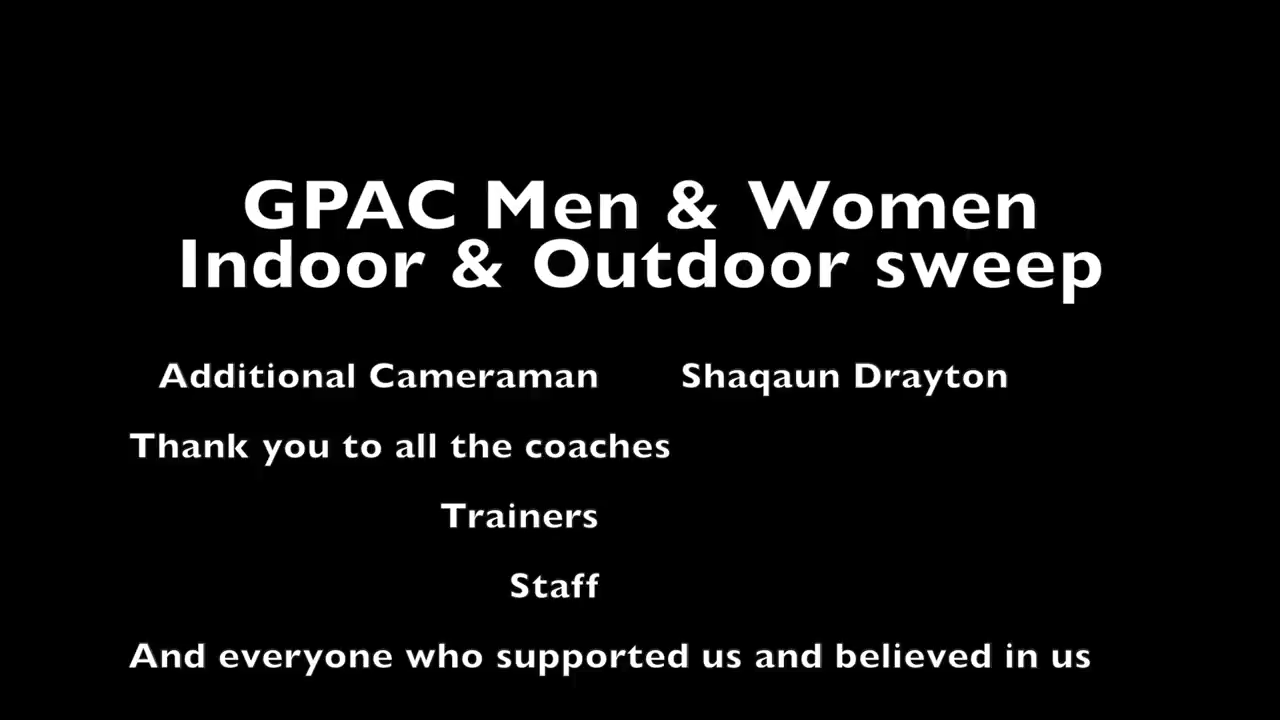 GPAC Men & Women
Indoor & Outdoor sweep
Additional Cameraman Shaqaun Drayton
Thank you to all the coaches
Trainers
Staff
And everyone who supported us and believed in us